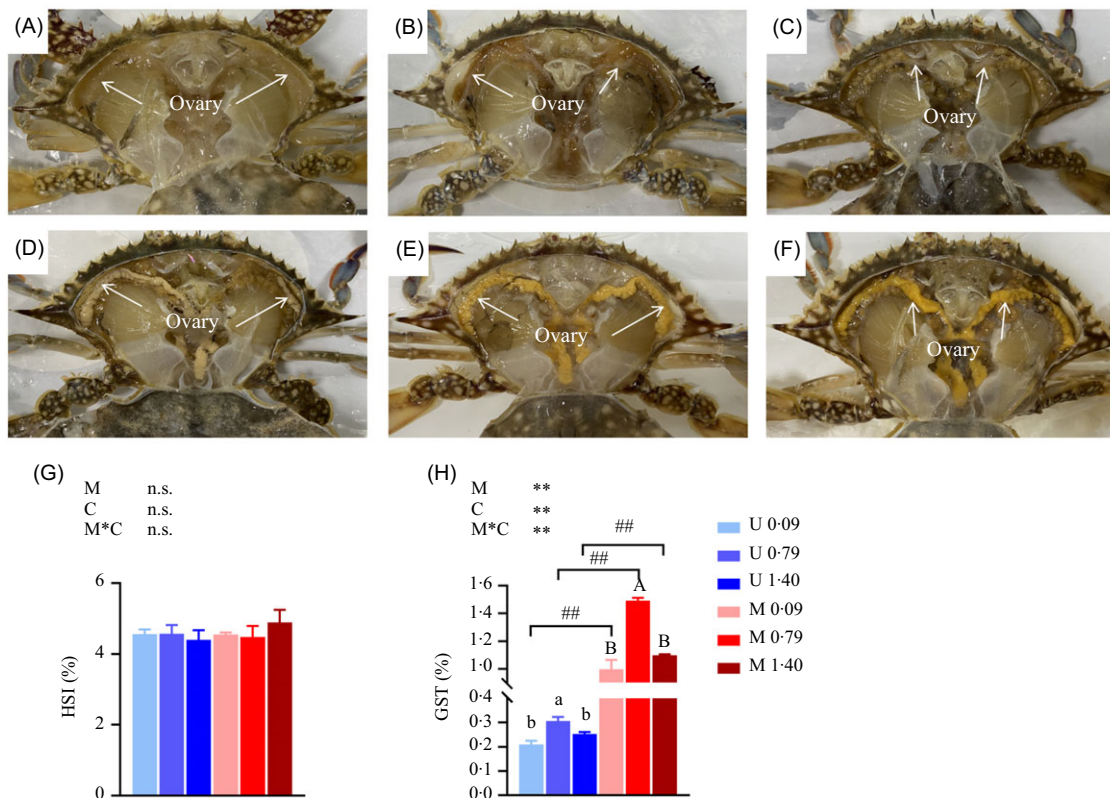 (A)
Ovary
(B)
Ovary
(C)
Ovary
(D)
Ovary
(E)
Ovary
(F)
Ovary
(G)
M n.s.
C n.s.
M*C n.s.
HSI (%)
6
4
2
0
(H)
M **
C **
M*C **
##
##
##
GST (%)
1·6
1·4
1·2
1·0
0·4
0·3
0·2
0·1
0·0
b
a
b
B
A
B
U 0·09
U 0·79
U 1·40
M 0·09
M 0·79
M 1·40